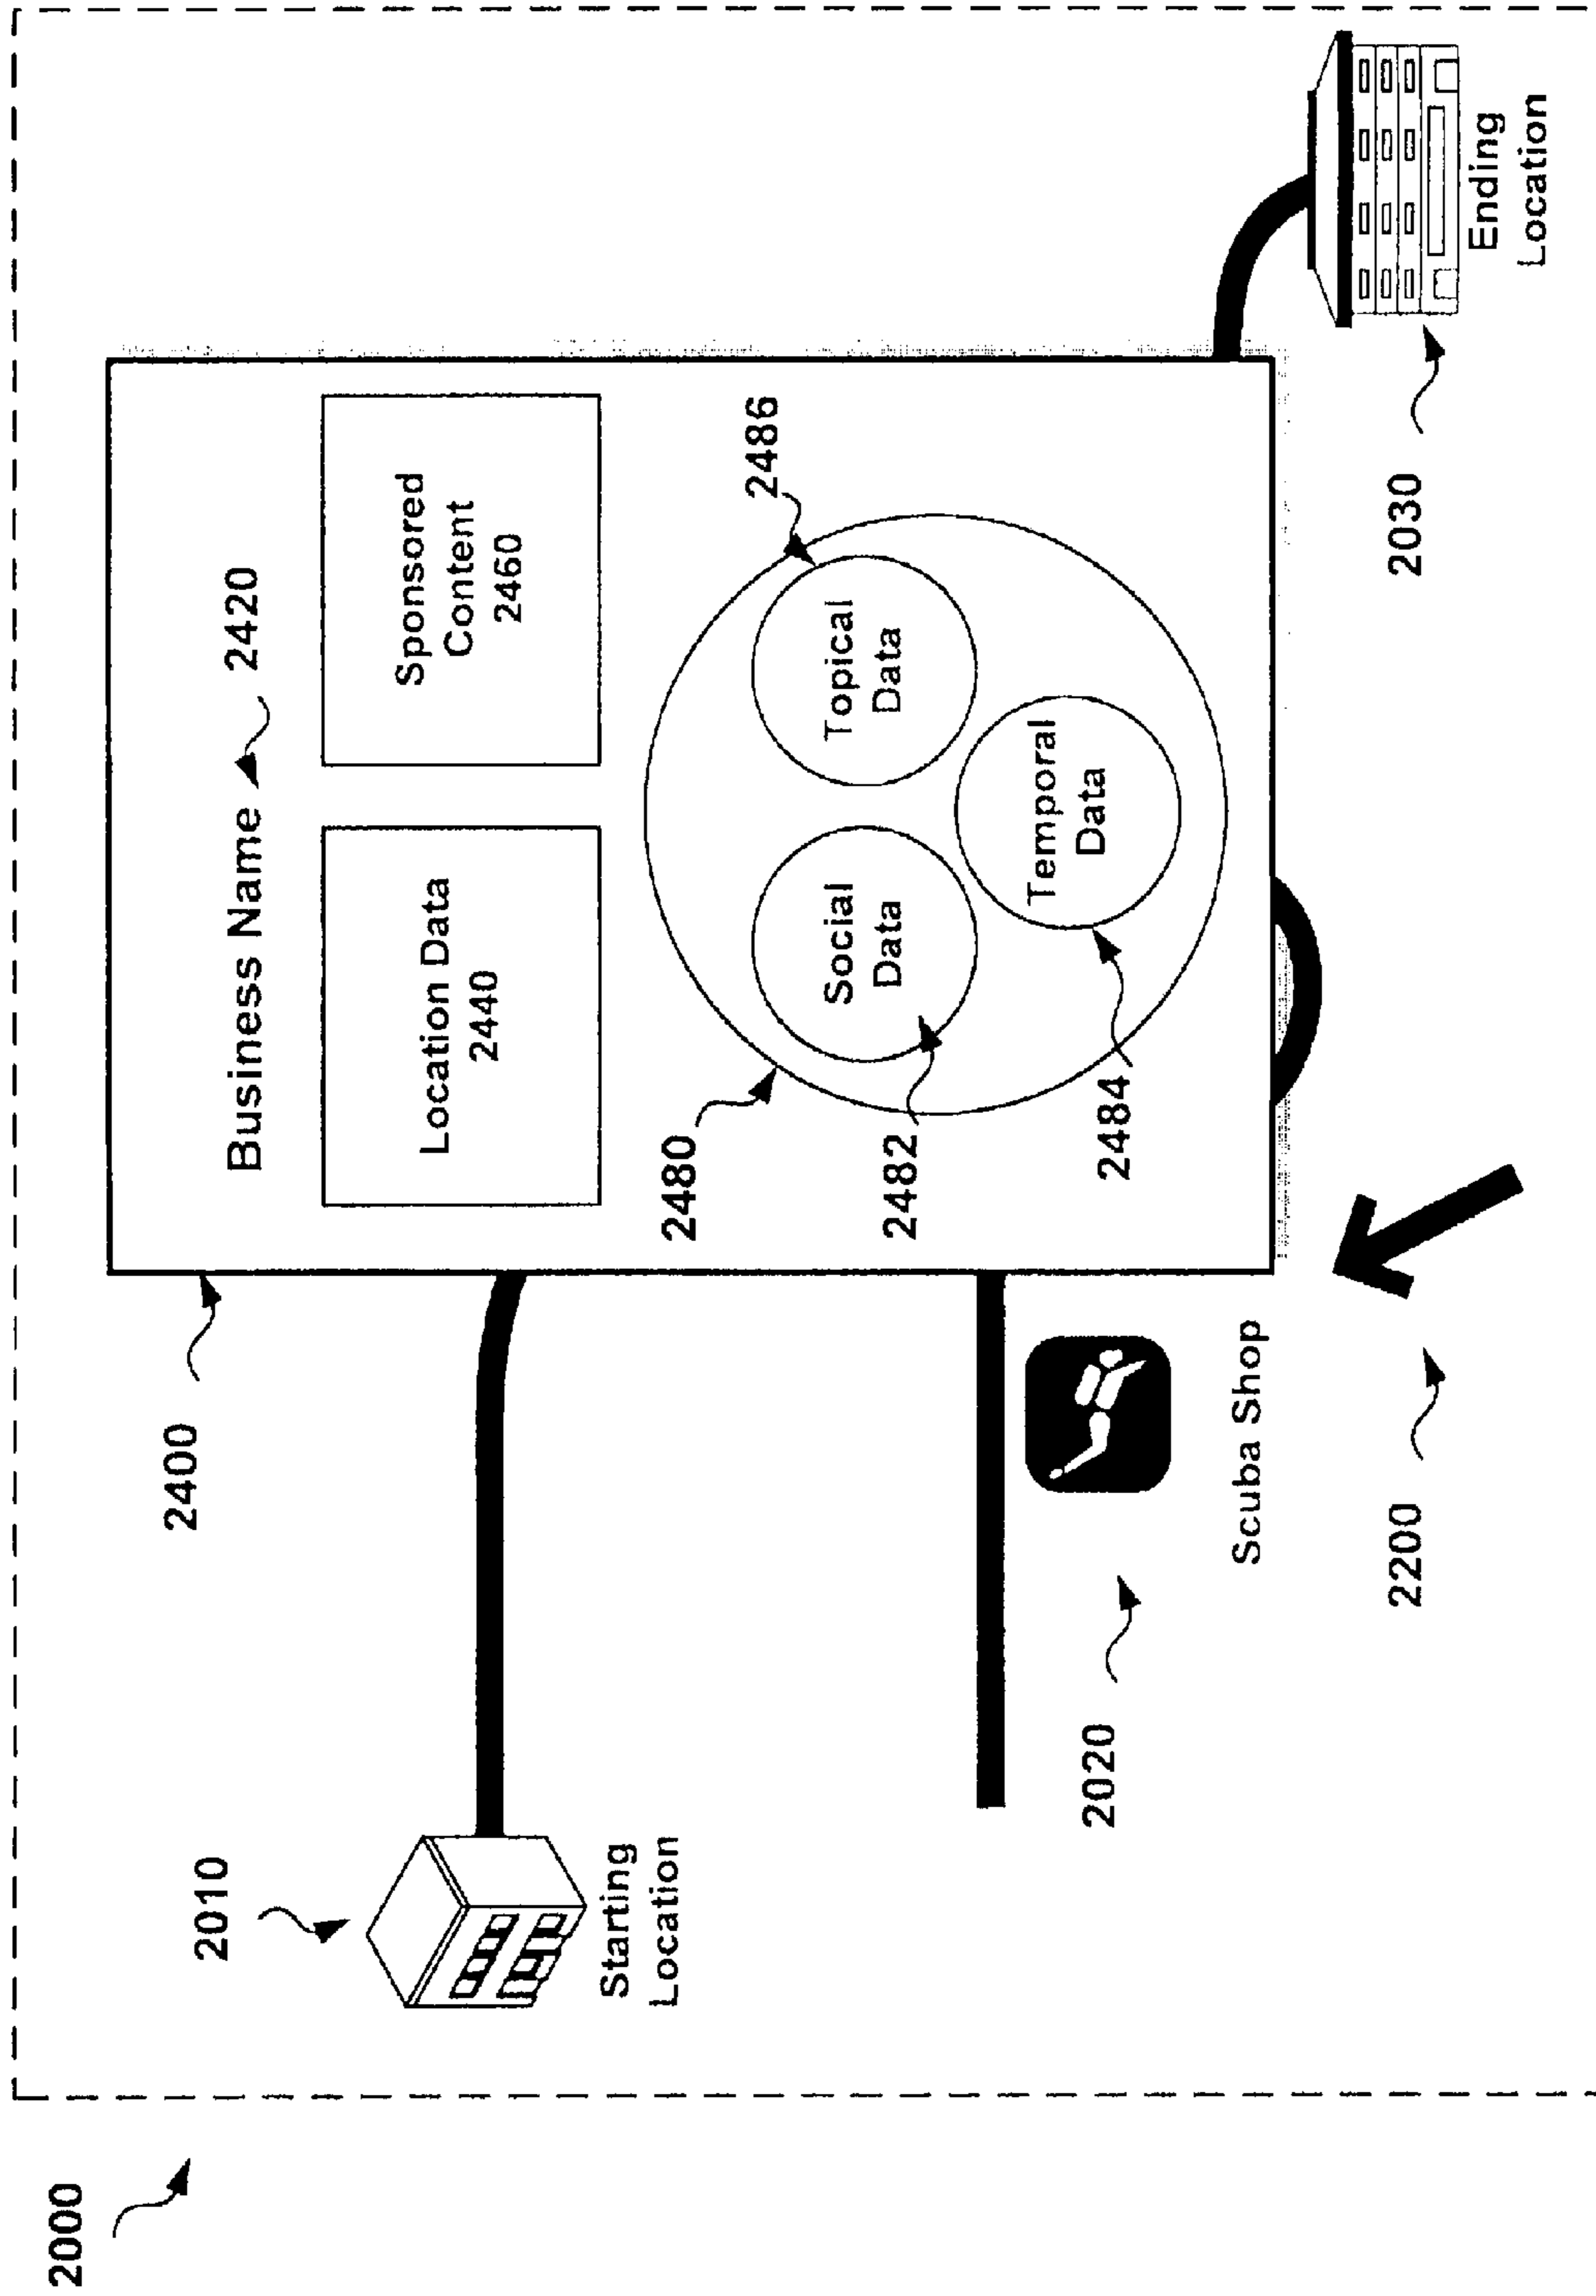 2000
2010
Starting
Location
2400
Business Name
2420
Location Data
2440
Sponsored
Content
2460
2480
2482
2484
2486
Social
Data
Topical
Data
Temporal
Data
2020
Scuba Shop
2200
2030
Ending
Location